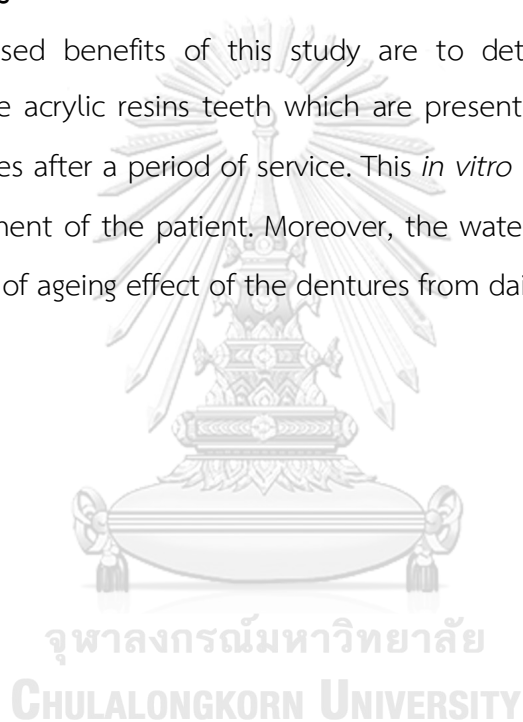 sed benefits of this study are to det
e acrylic resins teeth which are present
es after a period of service. This in vitro
ment of the patient. Moreover, the wate
of ageing effect of the dentures from dai
จุฬาลงกรณ์มหาวิทยาลัย
CHULALONGKORN UNIVERSITY